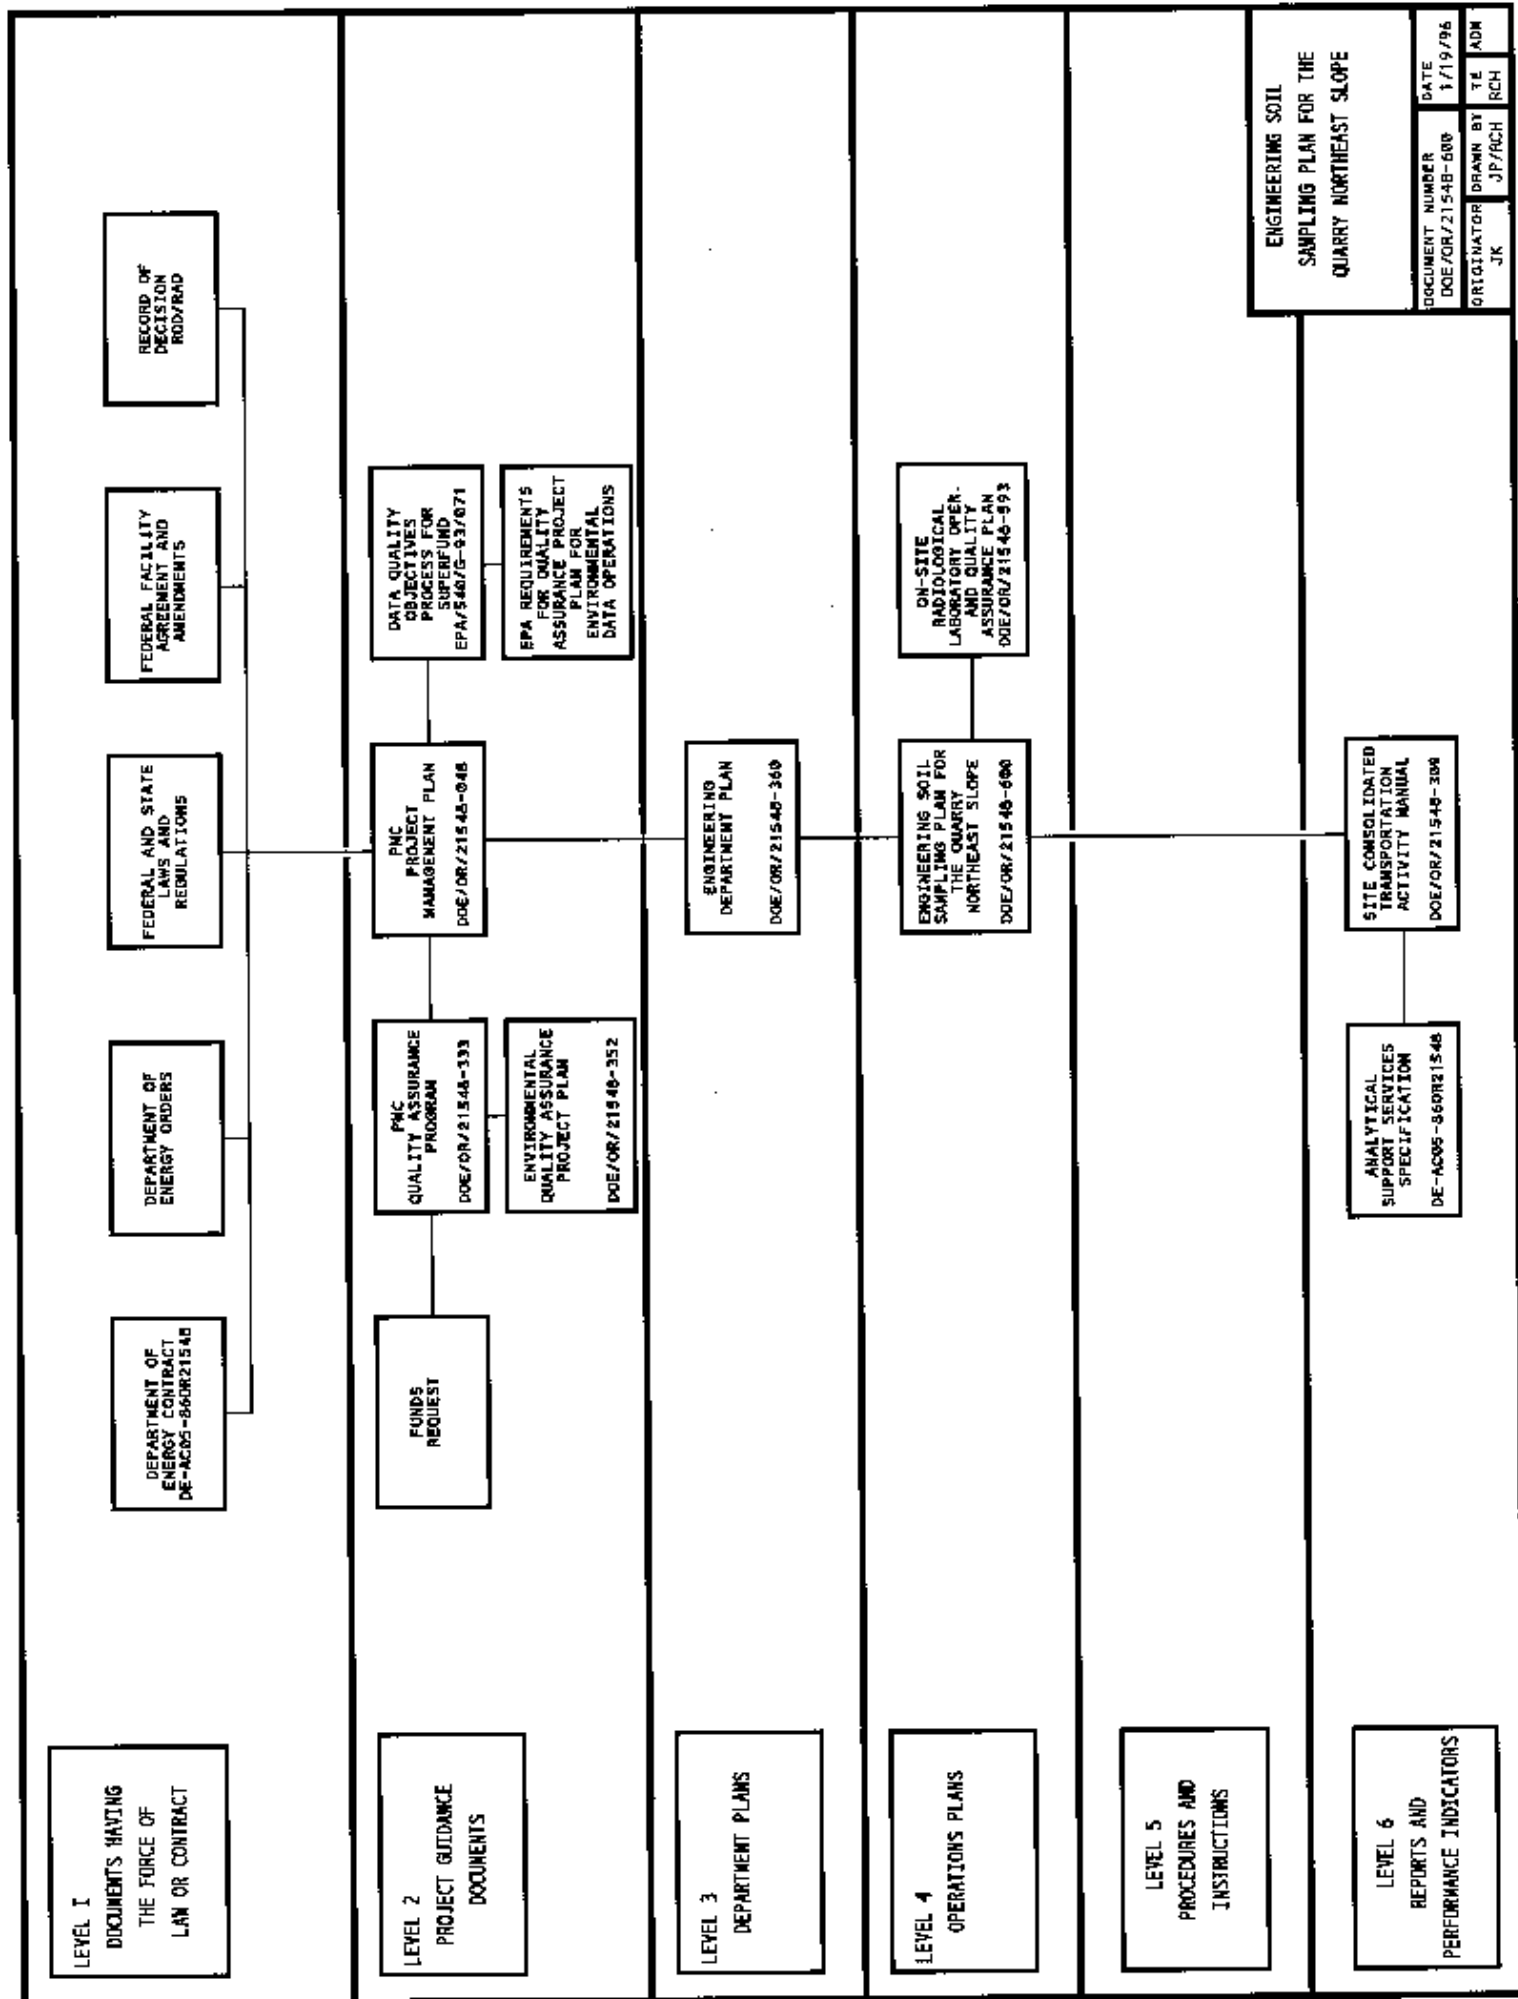 LEVEL I
DOCUMENTS HAVING
THE FORCE OF
LAW OR CONTRACT
DEPARTMENT OF
ENERGY CONTRACT
DE-AC05-86OR21548
DEPARTMENT OF
ENERGY ORDERS
FEDERAL AND STATE
LAWS AND
REGULATIONS
FEDERAL FACILITY
AGREEMENT AND
AMENDMENTS
RECORD OF
DECISION
ROD/RAD
LEVEL 2
PROJECT GUIDANCE
DOCUMENTS
FUNDS
REQUEST
PMC
QUALITY ASSURANCE
PROGRAM
DOE/OR/21548-333
ENVIRONMENTAL
QUALITY ASSURANCE
PROJECT PLAN
DOE/OR/21548-352
PMC
PROJECT
MANAGEMENT PLAN
DOE/OR/21548-048
DATA QUALITY
OBJECTIVES
PROCESS FOR
SUPERFUND
EPA/540/G-93/071
EPA REQUIREMENTS
FOR QUALITY
ASSURANCE PROJECT
PLAN FOR
ENVIRONMENTAL
DATA OPERATIONS
LEVEL 3
DEPARTMENT PLANS
ENGINEERING
DEPARTMENT PLAN
DOE/OR/21548-360
LEVEL 4
OPERATIONS PLANS
ENGINEERING SOIL
SAMPLING PLAN FOR
THE QUARRY
NORTHEAST SLOPE
DOE/OR/21548-600
ON-SITE
RADIOLOGICAL
LABORATORY OPER-
AND QUALITY
ASSURANCE PLAN
DOE/OR/21548-593
LEVEL 5
PROCEDURES AND
INSTRUCTIONS
LEVEL 6
REPORTS AND
PERFORMANCE INDICATORS
ANALYTICAL
SUPPORT SERVICES
SPECIFICATION
DE-AC05-86OR21548
SITE CONSOLIDATED
TRANSPORTATION
ACTIVITY MANUAL
DOE/OR/21548-309
ENGINEERING SOIL
SAMPLING PLAN FOR THE
QUARRY NORTHEAST SLOPE
DOCUMENT NUMBER
DOE/OR/21548-600
DATE
1/19/96
ORIGINATOR
JK
DRAWN BY
JP/RCH
TE
RCH
ADM